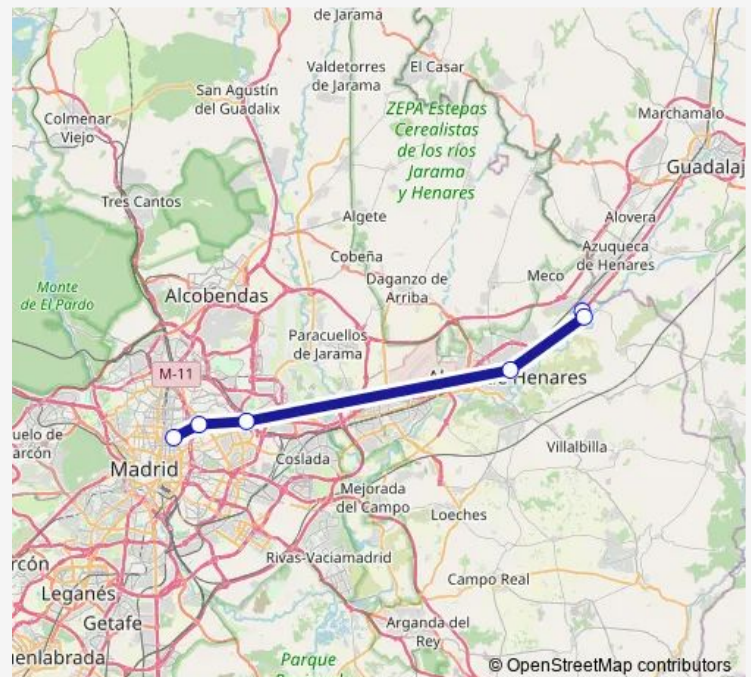 de Jarama
Valdetorres
de Jarama
El Casar
San Agustín
del Guadalix
Colmenar
Viejo
ZEPA Estepas
Cerealistas
de los ríos
Jarama
y Henares
Marchamalo
Guadalaj
Tres Cantos
Algete
Alovera
Azuqueca
de Henares
Cobeña
Meco
Daganzo de
Arriba
Monte
de El Pardo
Alcobendas
Paracuellos
de Jarama
M-11
de Henares
uelo de
arcón
Madrid
Coslada
Villalbilla
Mejorada
del Campo
Loeches
Rivas-Vaciamadrid
Campo Real
rcón
Leganés
Getafe
Arganda del
Rey
uenlabrada
Parque
© OpenStreetMap contributors